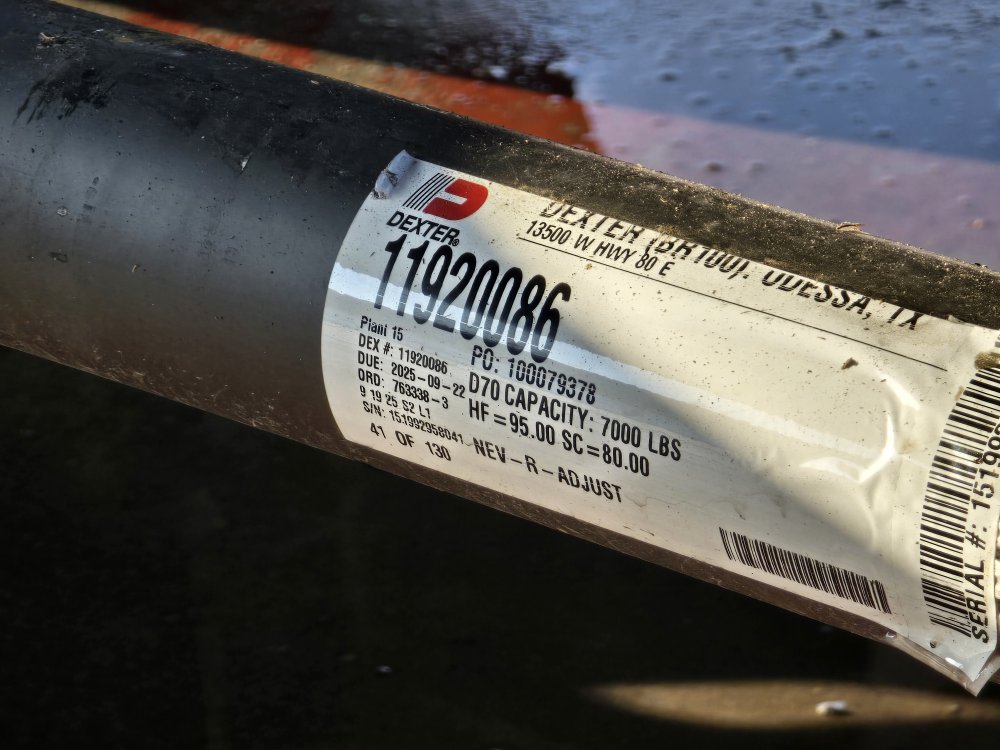 DEXTER®
DEXTER (BR100). ODESSA, TX
13500 W HWY 80 E
11920086
Plant 15
DEX #: 11920086
DUE: 2025-09-22
ORD: 763338-3
9 19 25 S2 L1
S/N: 151992958041
41 OF 130
PO: 100079378
D70 CAPACITY: 7000 LBS
HF=95.00 SC=80.00
NEV-R-ADJUST
SERIAL #: